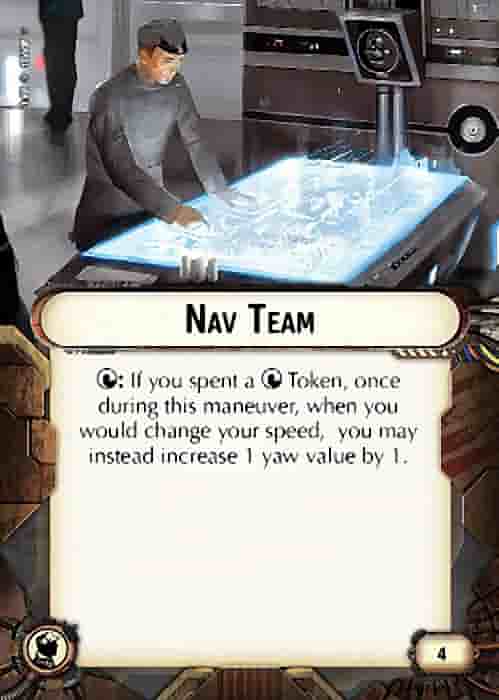 Nav Team
: If you spent a Token, once
during this maneuver, when you
would change your speed, you may
instead increase 1 yaw value by 1.
4